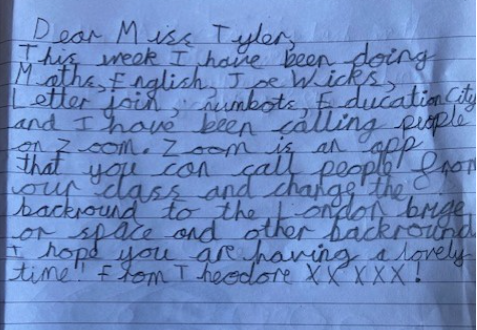 Dear Miss Tyler,
This week I have been doing
Maths, English, Joe Wicks,
Letter join, numbots, Education City
and I have been calling people
on Zoom. Zoom is an app
that you can call people from
our class and change the
backround to the London brige
or space and other backround
I hope you are having a lovely
time! From Theodore XX XXX!